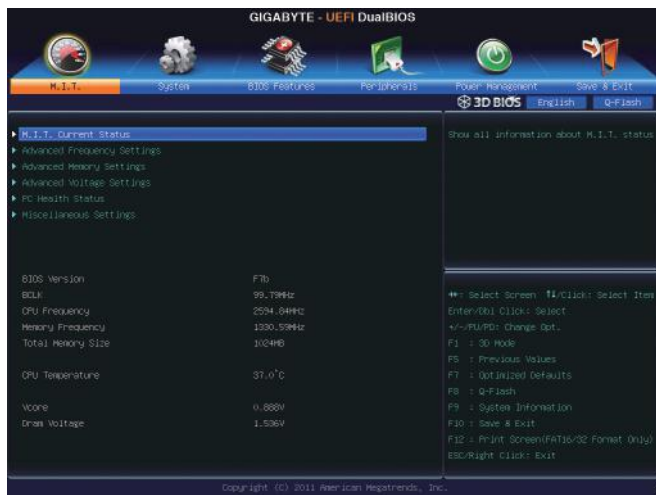 GIGABYTE - UEFI DualBIOS
M.I.T.
System
BIOS Features
Peripherals
Power Management
Save & Exit
3D BIOS
English
Q-Flash
M.I.T. Current Status
Advanced Frequency Settings
Advanced Memory Settings
Advanced Voltage Settings
PC Health Status
Miscellaneous Settings
Show all information about M.I.T. status
BIOS Version F7b
BCLK 99.79MHz
CPU Frequency 2594.84MHz
Memory Frequency 1330.59MHz
Total Memory Size 1024MB
CPU Temperature 37.0°C
Vcore 0.888V
Dram Voltage 1.536V
↔: Select Screen ↑↓/Click: Select Item
Enter/Dbl Click: Select
+/-/PU/PD: Change Opt.
F1 : 3D Mode
F5 : Previous Values
F7 : Optimized Defaults
F8 : Q-Flash
F9 : System Information
F10 : Save & Exit
F12 : Print Screen(FAT16/32 Format Only)
ESC/Right Click: Exit
Copyright (C) 2011 American Megatrends, Inc.